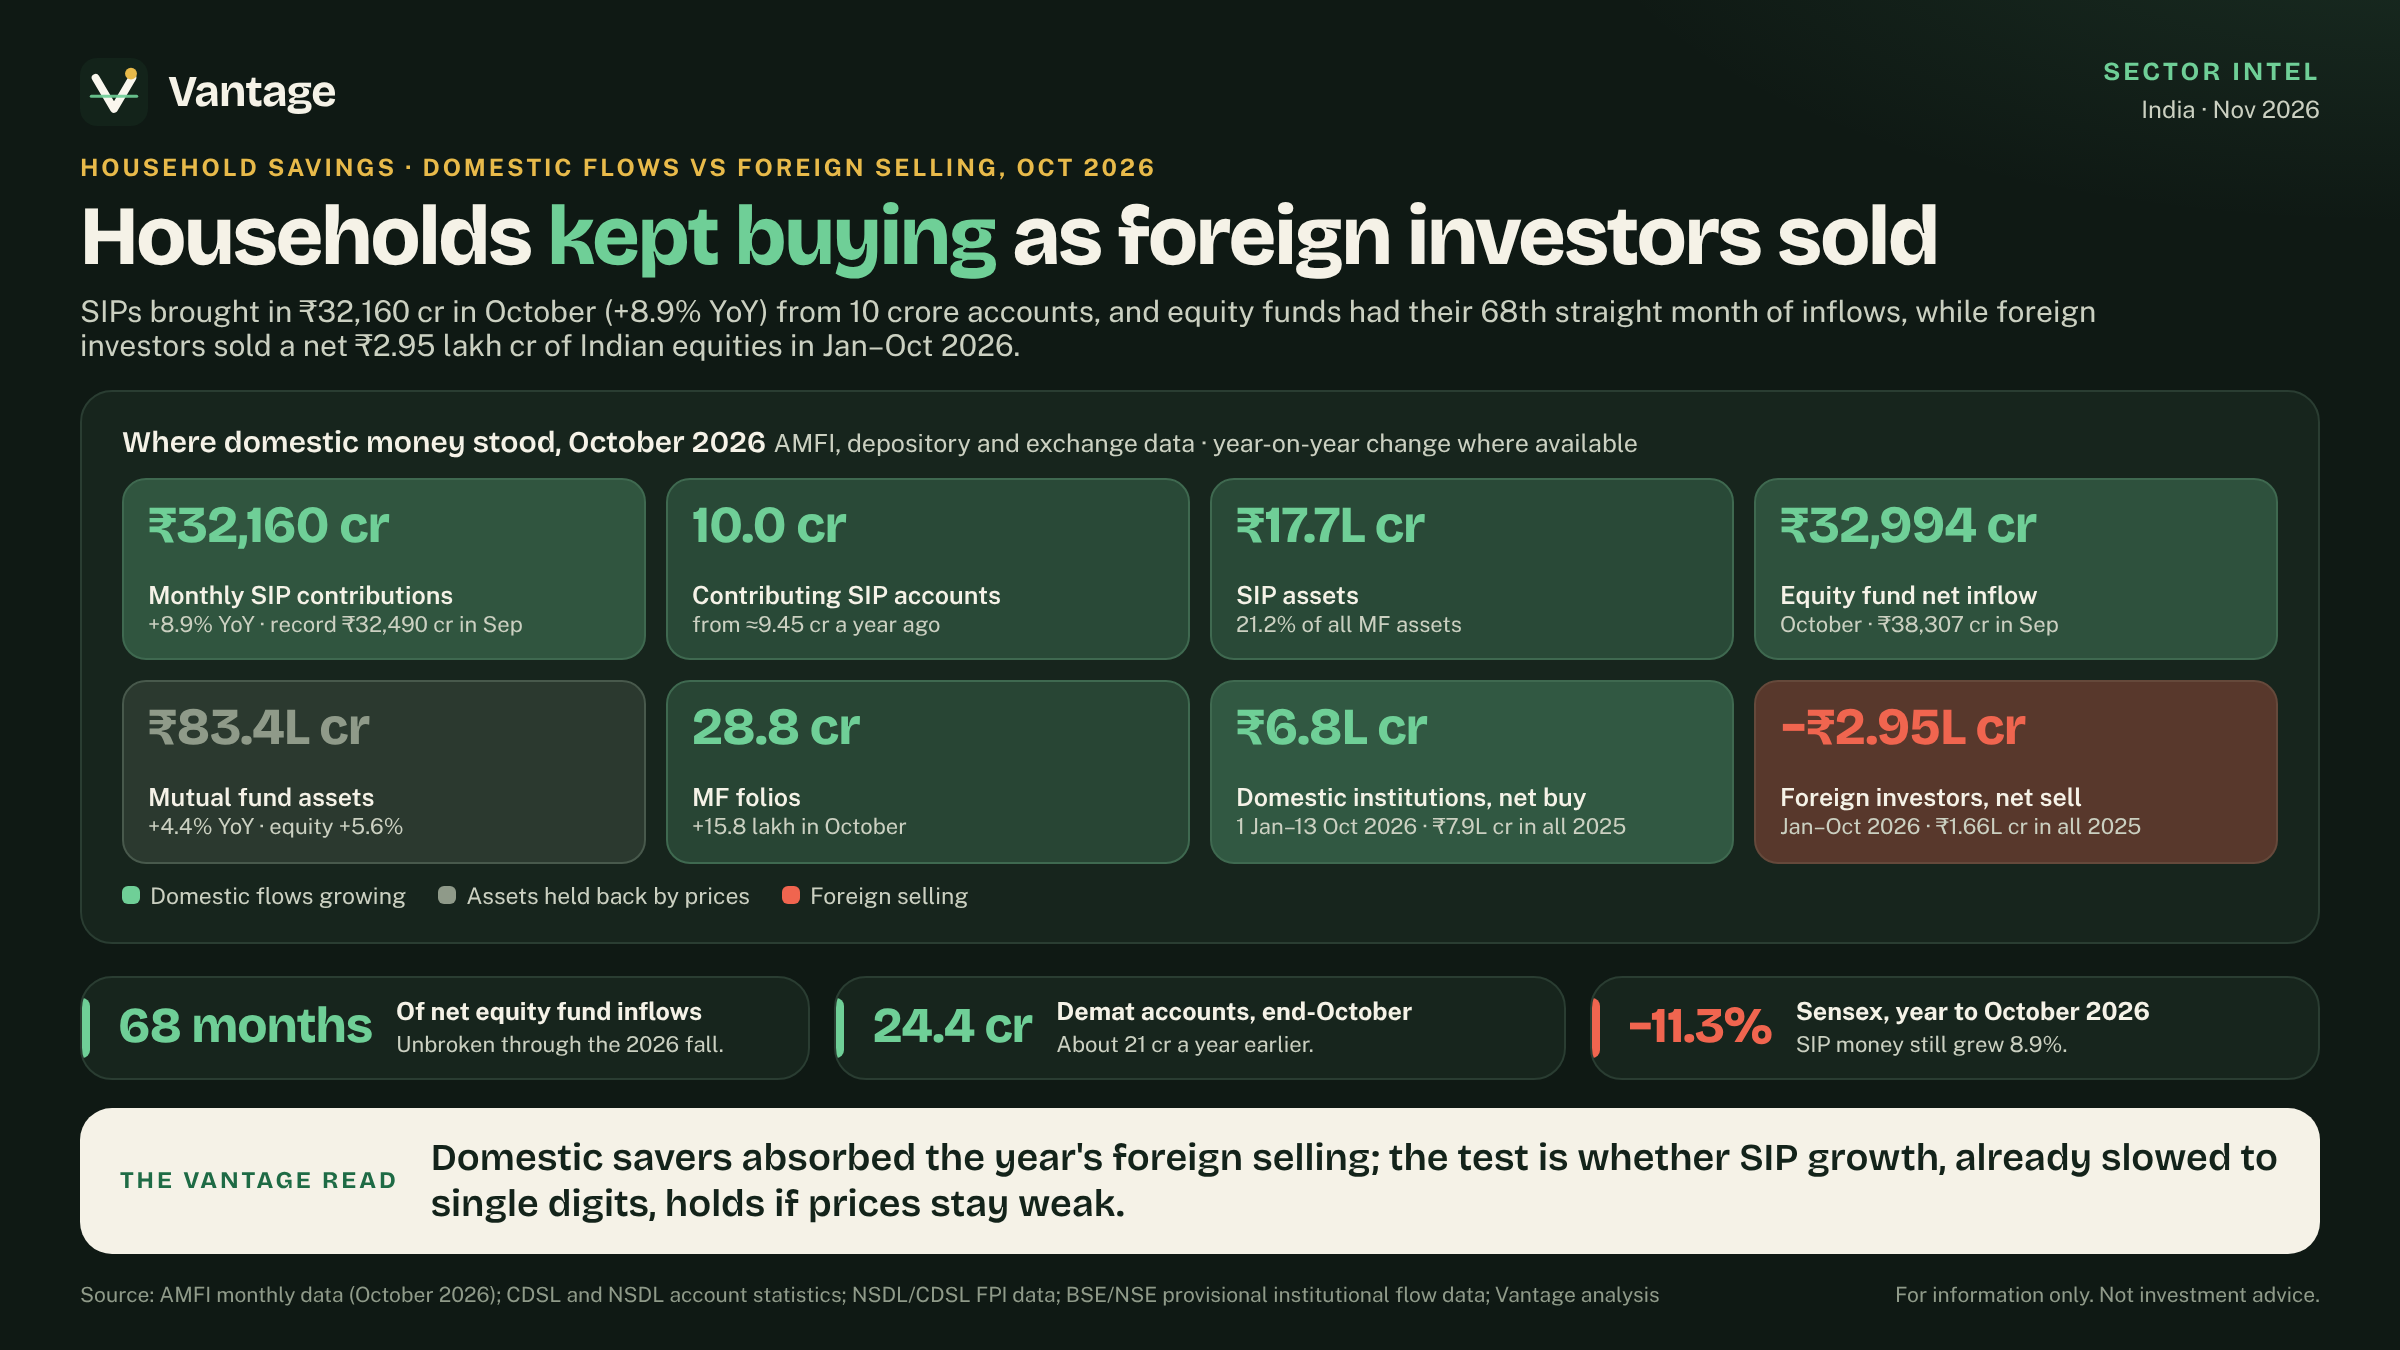 Vantage
SECTOR INTEL
India · Nov 2026
HOUSEHOLD SAVINGS · DOMESTIC FLOWS VS FOREIGN SELLING, OCT 2026
Households kept buying as foreign investors sold
SIPs brought in ₹32,160 cr in October (+8.9% YoY) from 10 crore accounts, and equity funds had their 68th straight month of inflows, while foreign
investors sold a net ₹2.95 lakh cr of Indian equities in Jan–Oct 2026.
Where domestic money stood, October 2026 AMFI, depository and exchange data · year-on-year change where available
₹32,160 cr
Monthly SIP contributions
+8.9% YoY · record ₹32,490 cr in Sep
10.0 cr
Contributing SIP accounts
from ≈9.45 cr a year ago
₹17.7L cr
SIP assets
21.2% of all MF assets
₹32,994 cr
Equity fund net inflow
October · ₹38,307 cr in Sep
₹83.4L cr
Mutual fund assets
+4.4% YoY · equity +5.6%
28.8 cr
MF folios
+15.8 lakh in October
₹6.8L cr
Domestic institutions, net buy
1 Jan–13 Oct 2026 · ₹7.9L cr in all 2025
−₹2.95L cr
Foreign investors, net sell
Jan–Oct 2026 · ₹1.66L cr in all 2025
Domestic flows growing
Assets held back by prices
Foreign selling
68 months
Of net equity fund inflows
Unbroken through the 2026 fall.
24.4 cr
Demat accounts, end-October
About 21 cr a year earlier.
−11.3%
Sensex, year to October 2026
SIP money still grew 8.9%.
THE VANTAGE READ
Domestic savers absorbed the year's foreign selling; the test is whether SIP growth, already slowed to
single digits, holds if prices stay weak.
Source: AMFI monthly data (October 2026); CDSL and NSDL account statistics; NSDL/CDSL FPI data; BSE/NSE provisional institutional flow data; Vantage analysis
For information only. Not investment advice.